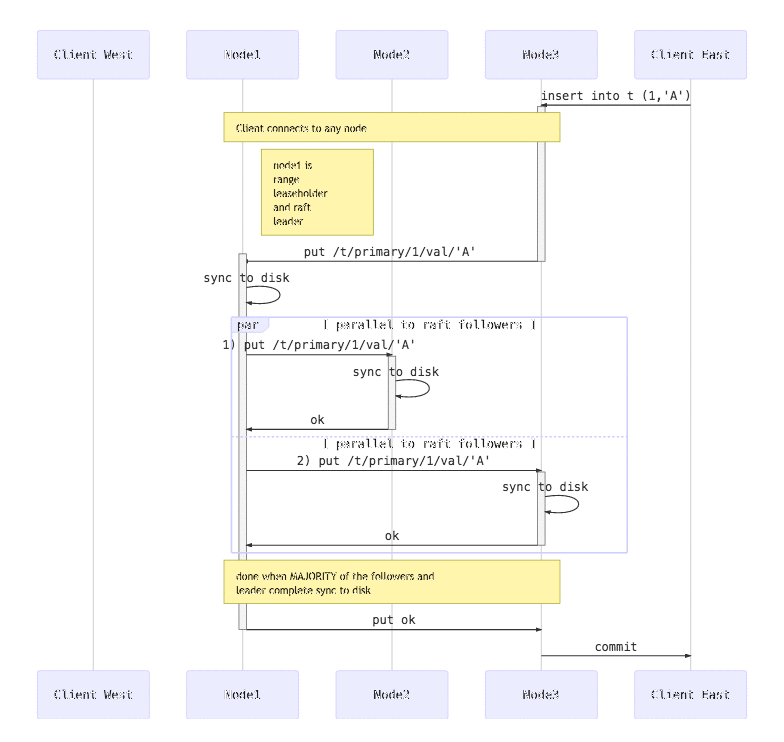 Client West Node1 Node2 Node3 Client East
insert into t (1,'A')
Client connects to any node
node1 is
range
leaseholder
and raft
leader
put /t/primary/1/val/'A'
sync to disk
par [ parallel to raft followers ]
1) put /t/primary/1/val/'A'
sync to disk
ok
[ parallel to raft followers ]
2) put /t/primary/1/val/'A'
sync to disk
ok
done when MAJORITY of the followers and
leader complete sync to disk
put ok
commit
Client West Node1 Node2 Node3 Client East